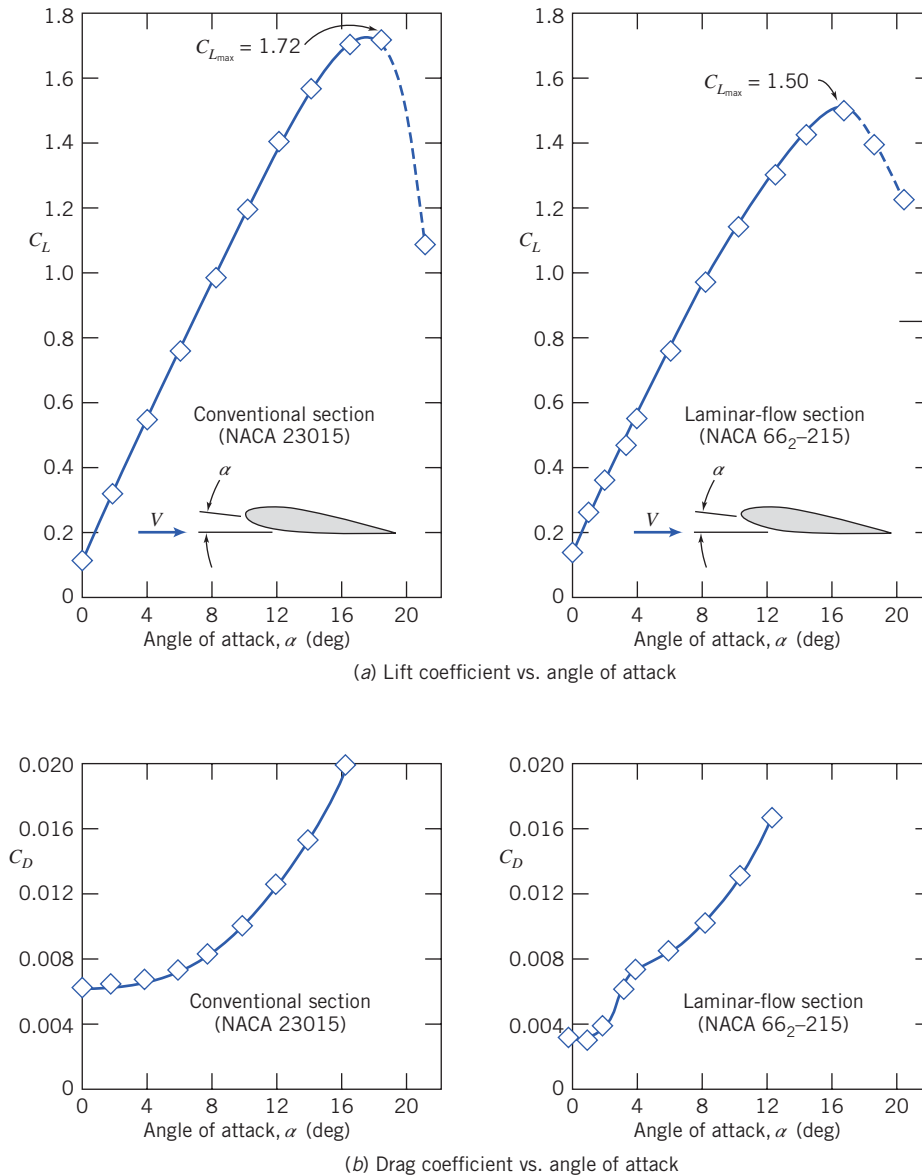 1.8
1.6
1.4
1.2
C_L
1.0
0.8
0.6
0.4
0.2
0
C_Lmax = 1.72
Conventional section
(NACA 23015)
α
V
0 4 8 12 16 20
Angle of attack, α (deg)
1.8
1.6
1.4
1.2
C_L
1.0
0.8
0.6
0.4
0.2
0
C_Lmax = 1.50
Laminar-flow section
(NACA 66₂–215)
α
V
0 4 8 12 16 20
Angle of attack, α (deg)
(a) Lift coefficient vs. angle of attack
0.020
0.016
C_D
0.012
0.008
0.004
0
Conventional section
(NACA 23015)
0 4 8 12 16 20
Angle of attack, α (deg)
0.020
0.016
C_D
0.012
0.008
0.004
0
Laminar-flow section
(NACA 66₂–215)
0 4 8 12 16 20
Angle of attack, α (deg)
(b) Drag coefficient vs. angle of attack